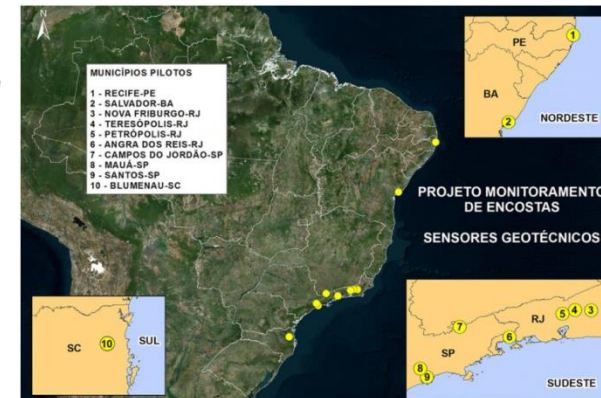 N
MUNICÍPIOS PILOTOS
1 - RECIFE-PE
2 - SALVADOR-BA
3 - NOVA FRIBURGO-RJ
4 - TERESÓPOLIS-RJ
5 - PETRÓPOLIS-RJ
6 - ANGRA DOS REIS-RJ
7 - CAMPOS DO JORDÃO-SP
8 - MAUÁ-SP
9 - SANTOS-SP
10 - BLUMENAU-SC
PE
1
BA
2
NORDESTE
PROJETO MONITORAMENTO
DE ENCOSTAS
SENSORES GEOTÉCNICOS
SC
10
SUL
RJ
5 4 3
7
6
SP
8
9
SUDESTE